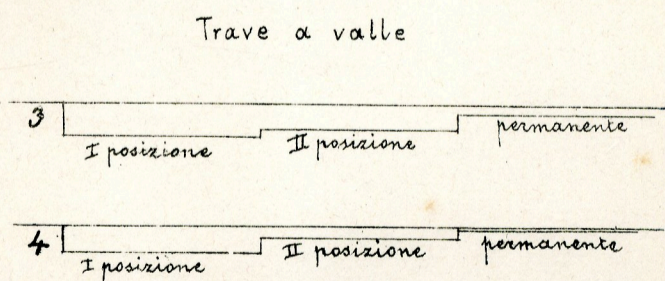 Trave a valle
3
I posizione
II posizione
permanente
4
I posizione
II posizione
permanente